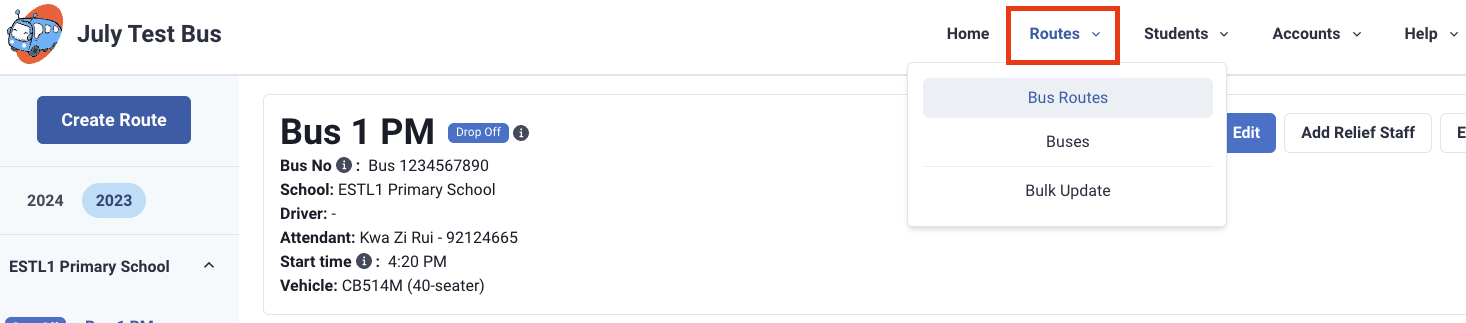 July Test Bus
Home
Routes
Students
Accounts
Help
Bus Routes
Buses
Bulk Update
Create Route
2024
2023
ESTL1 Primary School
Bus 1 PM
Drop Off
Edit
Add Relief Staff
E
Bus No : Bus 1234567890
School: ESTL1 Primary School
Driver: -
Attendant: Kwa Zi Rui - 92124665
Start time : 4:20 PM
Vehicle: CB514M (40-seater)